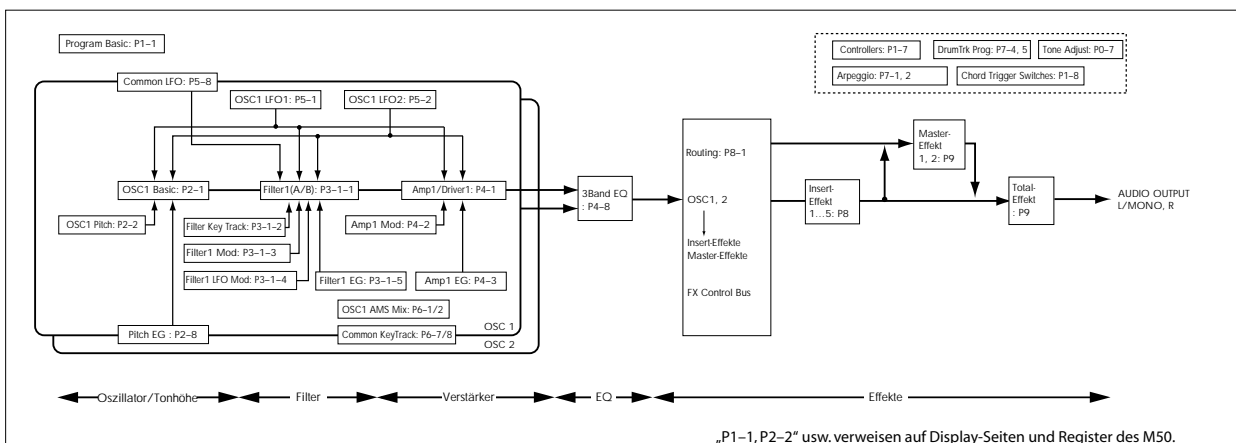 Program Basic: P1–1
Common LFO: P5–8
OSC1 LFO1: P5–1
OSC1 LFO2: P5–2
OSC1 Basic: P2–1
Filter1(A/B): P3–1–1
Amp1/Driver1: P4–1
OSC1 Pitch: P2–2
Filter Key Track: P3–1–2
Amp1 Mod: P4–2
Filter1 Mod: P3–1–3
Filter1 LFO Mod: P3–1–4
Filter1 EG: P3–1–5
Amp1 EG: P4–3
OSC1 AMS Mix: P6–1/2
Pitch EG : P2–8
Common KeyTrack: P6–7/8
OSC 1
OSC 2
3Band EQ
: P4–8
Routing: P8–1
OSC1, 2
Insert-Effekte
Master-Effekte
FX Control Bus
Controllers: P1–7
DrumTrk Prog: P7–4, 5
Tone Adjust: P0–7
Arpeggio: P7–1, 2
Chord Trigger Switches: P1–8
Insert-
Effekt
1...5: P8
Master-
Effekt
1, 2: P9
Total-
Effekt
: P9
AUDIO OUTPUT
L/MONO, R
Oszillator/Tonhöhe
Filter
Verstärker
EQ
Effekte
„P1–1, P2–2“ usw. verweisen auf Display-Seiten und Register des M50.